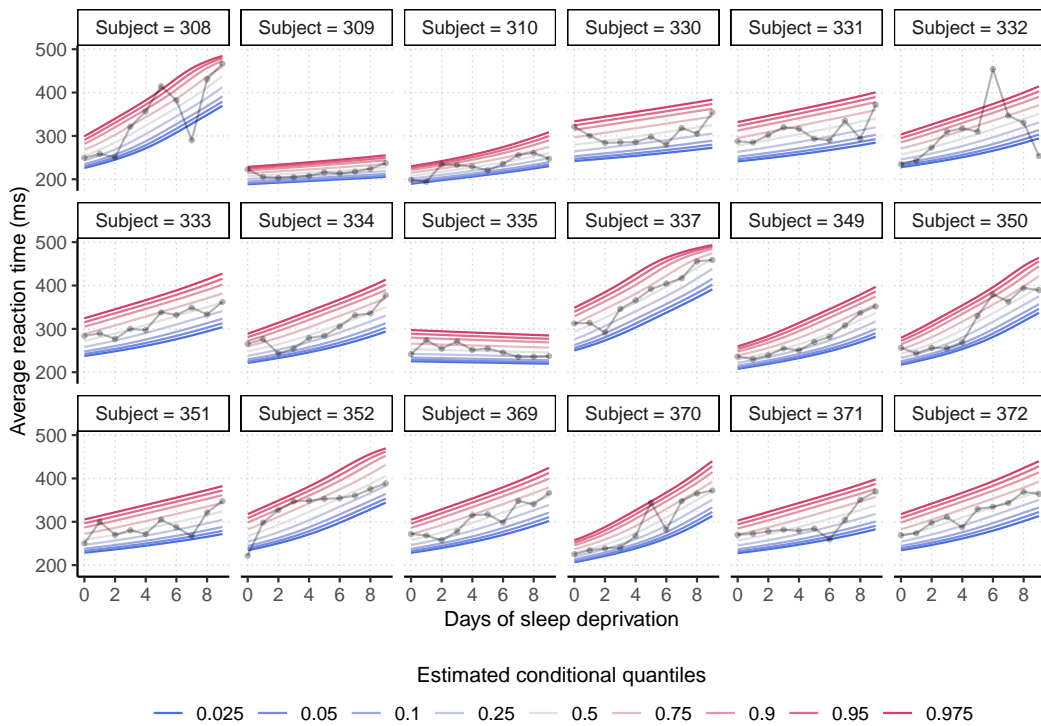 Subject = 308 Subject = 309 Subject = 310 Subject = 330 Subject = 331 Subject = 332
500
400
300
200
Subject = 333 Subject = 334 Subject = 335 Subject = 337 Subject = 349 Subject = 350
500
400
300
200
Subject = 351 Subject = 352 Subject = 369 Subject = 370 Subject = 371 Subject = 372
500
400
300
200
0 2 4 6 8 0 2 4 6 8 0 2 4 6 8 0 2 4 6 8 0 2 4 6 8 0 2 4 6 8
Average reaction time (ms)
Days of sleep deprivation
Estimated conditional quantiles
0.025 0.05 0.1 0.25 0.5 0.75 0.9 0.95 0.975